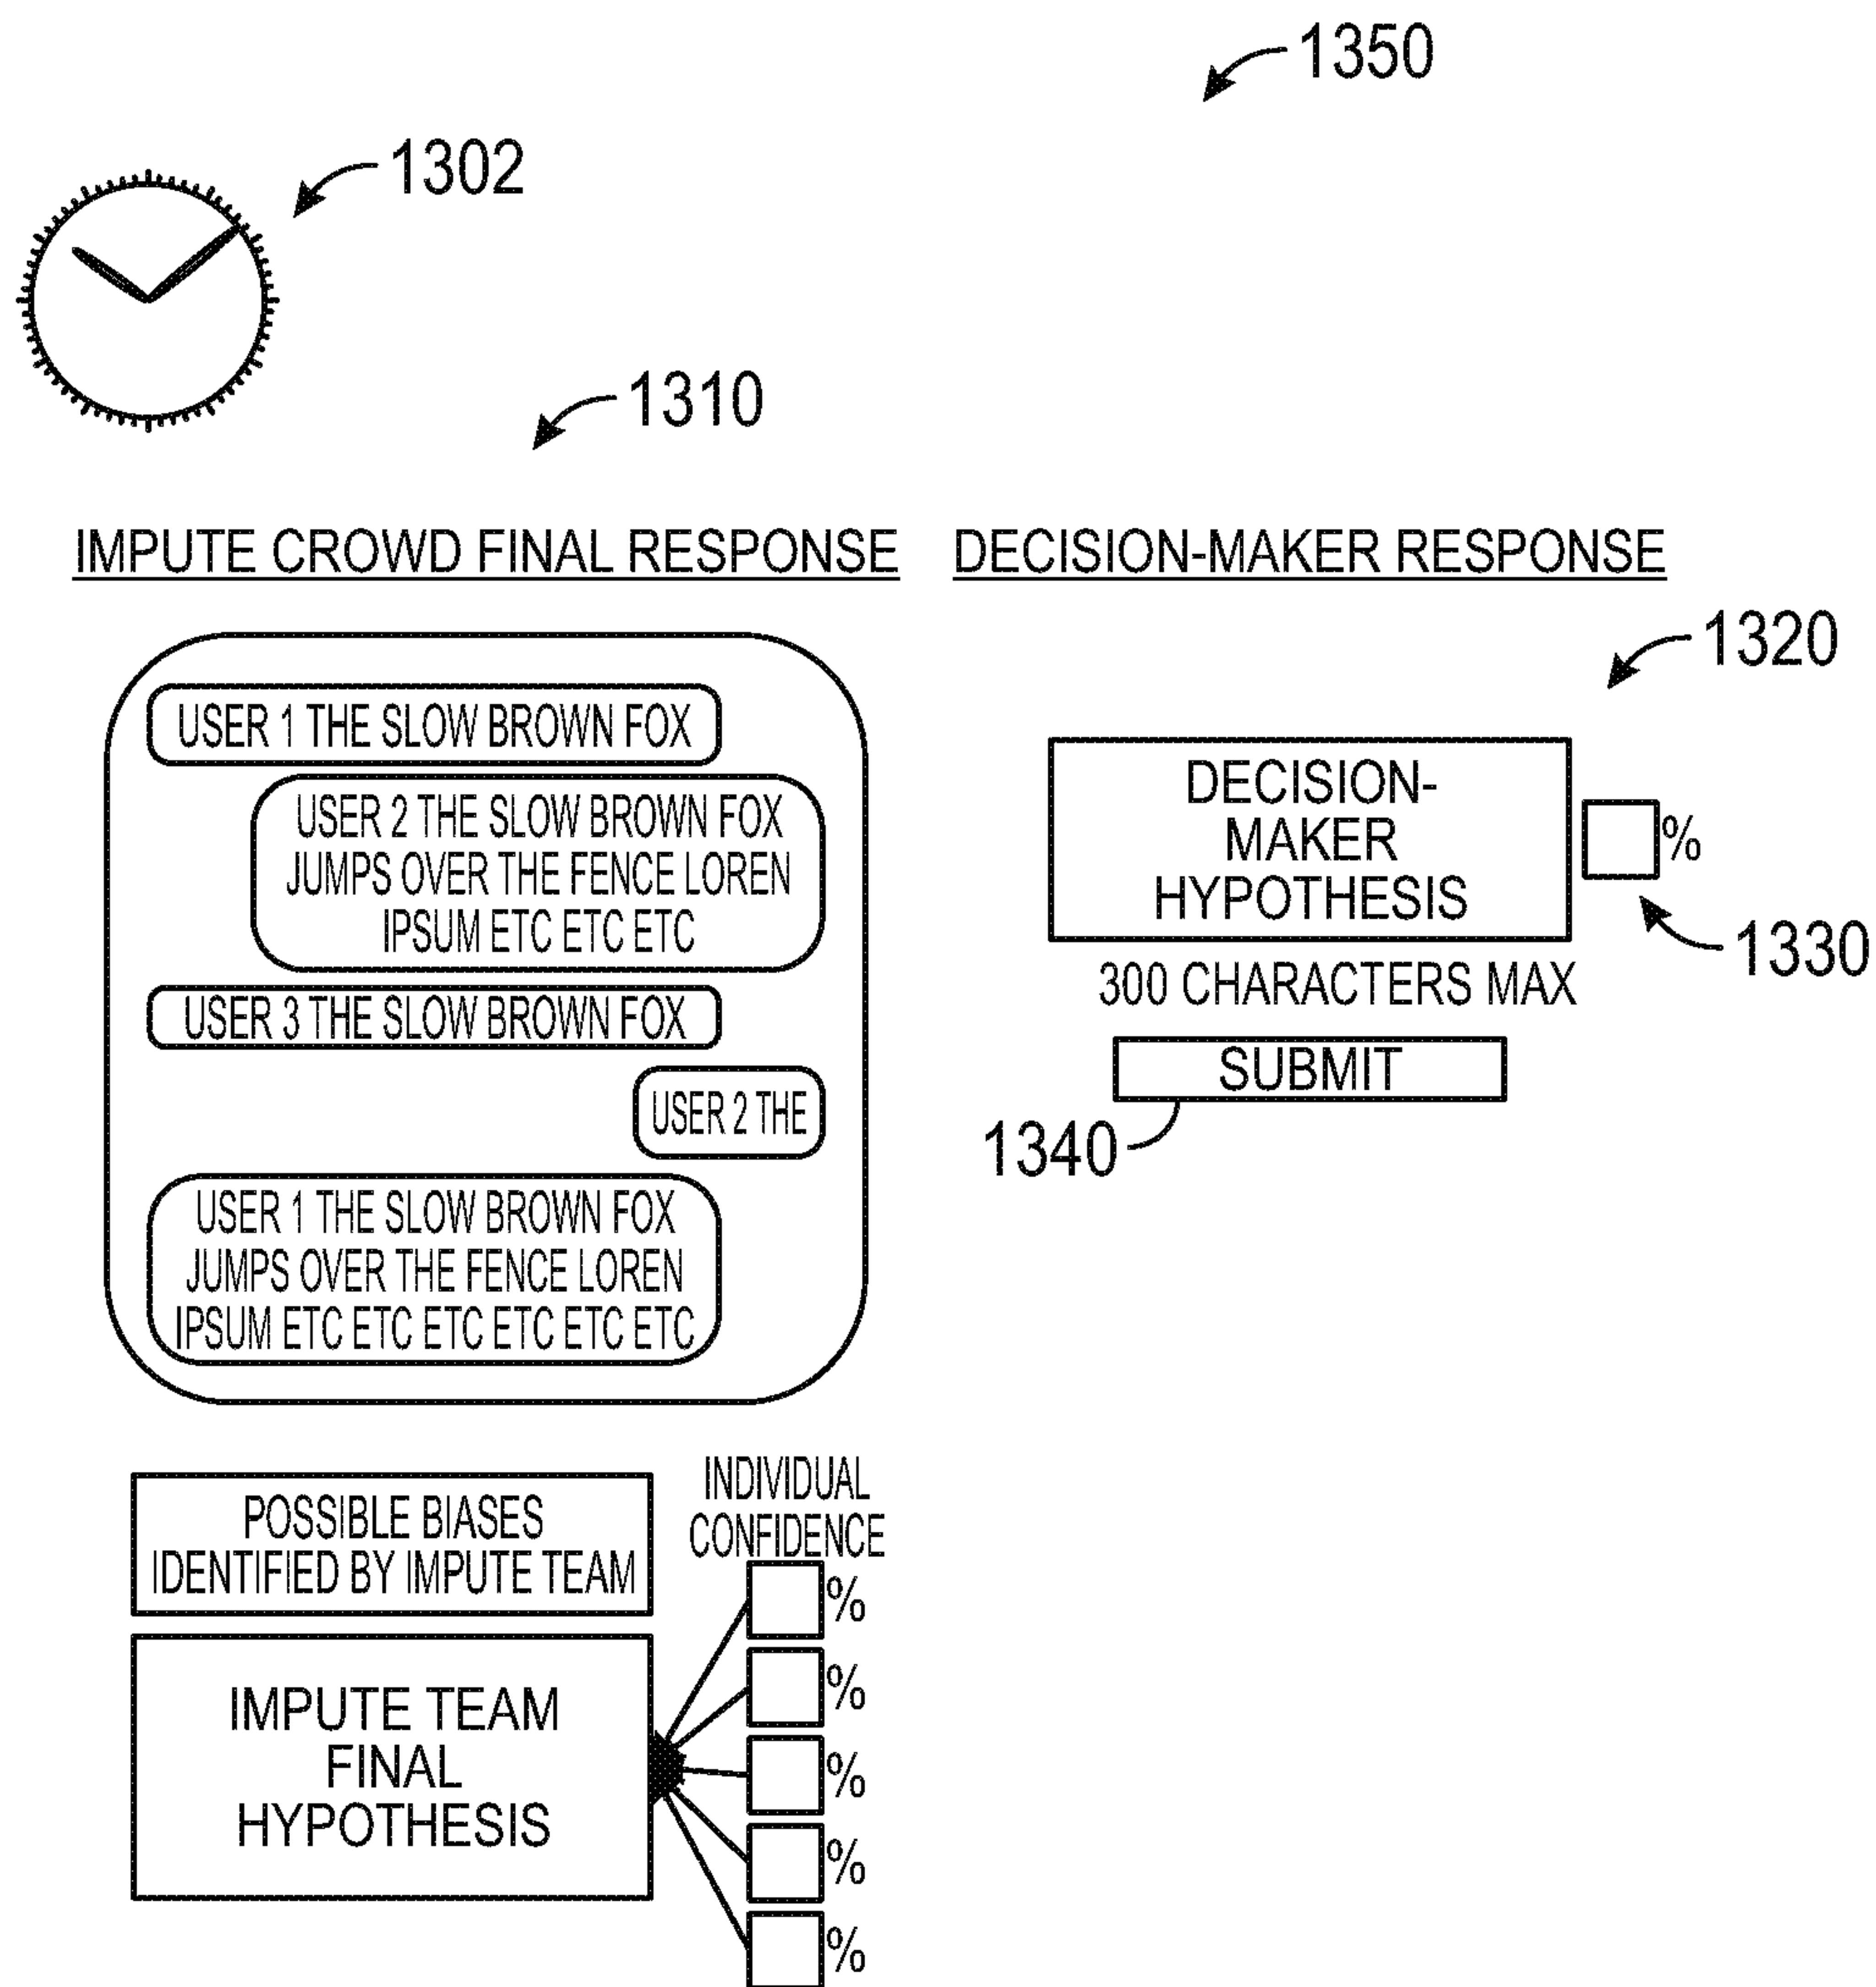 1350
1302
1310
IMPUTE CROWD FINAL RESPONSE
USER 1 THE SLOW BROWN FOX
USER 2 THE SLOW BROWN FOX
JUMPS OVER THE FENCE LOREN
IPSUM ETC ETC ETC
USER 3 THE SLOW BROWN FOX
USER 2 THE
USER 1 THE SLOW BROWN FOX
JUMPS OVER THE FENCE LOREN
IPSUM ETC ETC ETC ETC ETC ETC
POSSIBLE BIASES
IDENTIFIED BY IMPUTE TEAM
IMPUTE TEAM
FINAL
HYPOTHESIS
INDIVIDUAL
CONFIDENCE
%
%
%
%
%
DECISION-MAKER RESPONSE
1320
DECISION-
MAKER
HYPOTHESIS
%
1330
300 CHARACTERS MAX
SUBMIT
1340